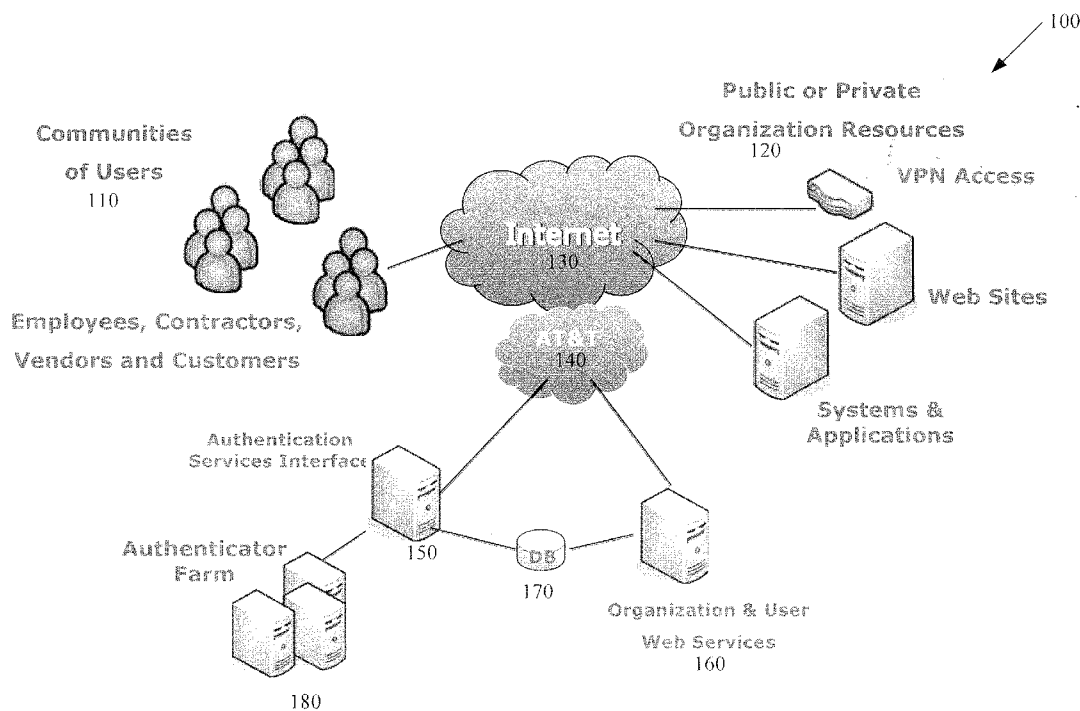 100
Public or Private
Organization Resources
120
VPN Access
Communities
of Users
110
Internet
130
Web Sites
Employees, Contractors,
Vendors and Customers
AT&T
140
Systems &
Applications
Authentication
Services Interface
150
Authenticator
Farm
DB
170
Organization & User
Web Services
160
180